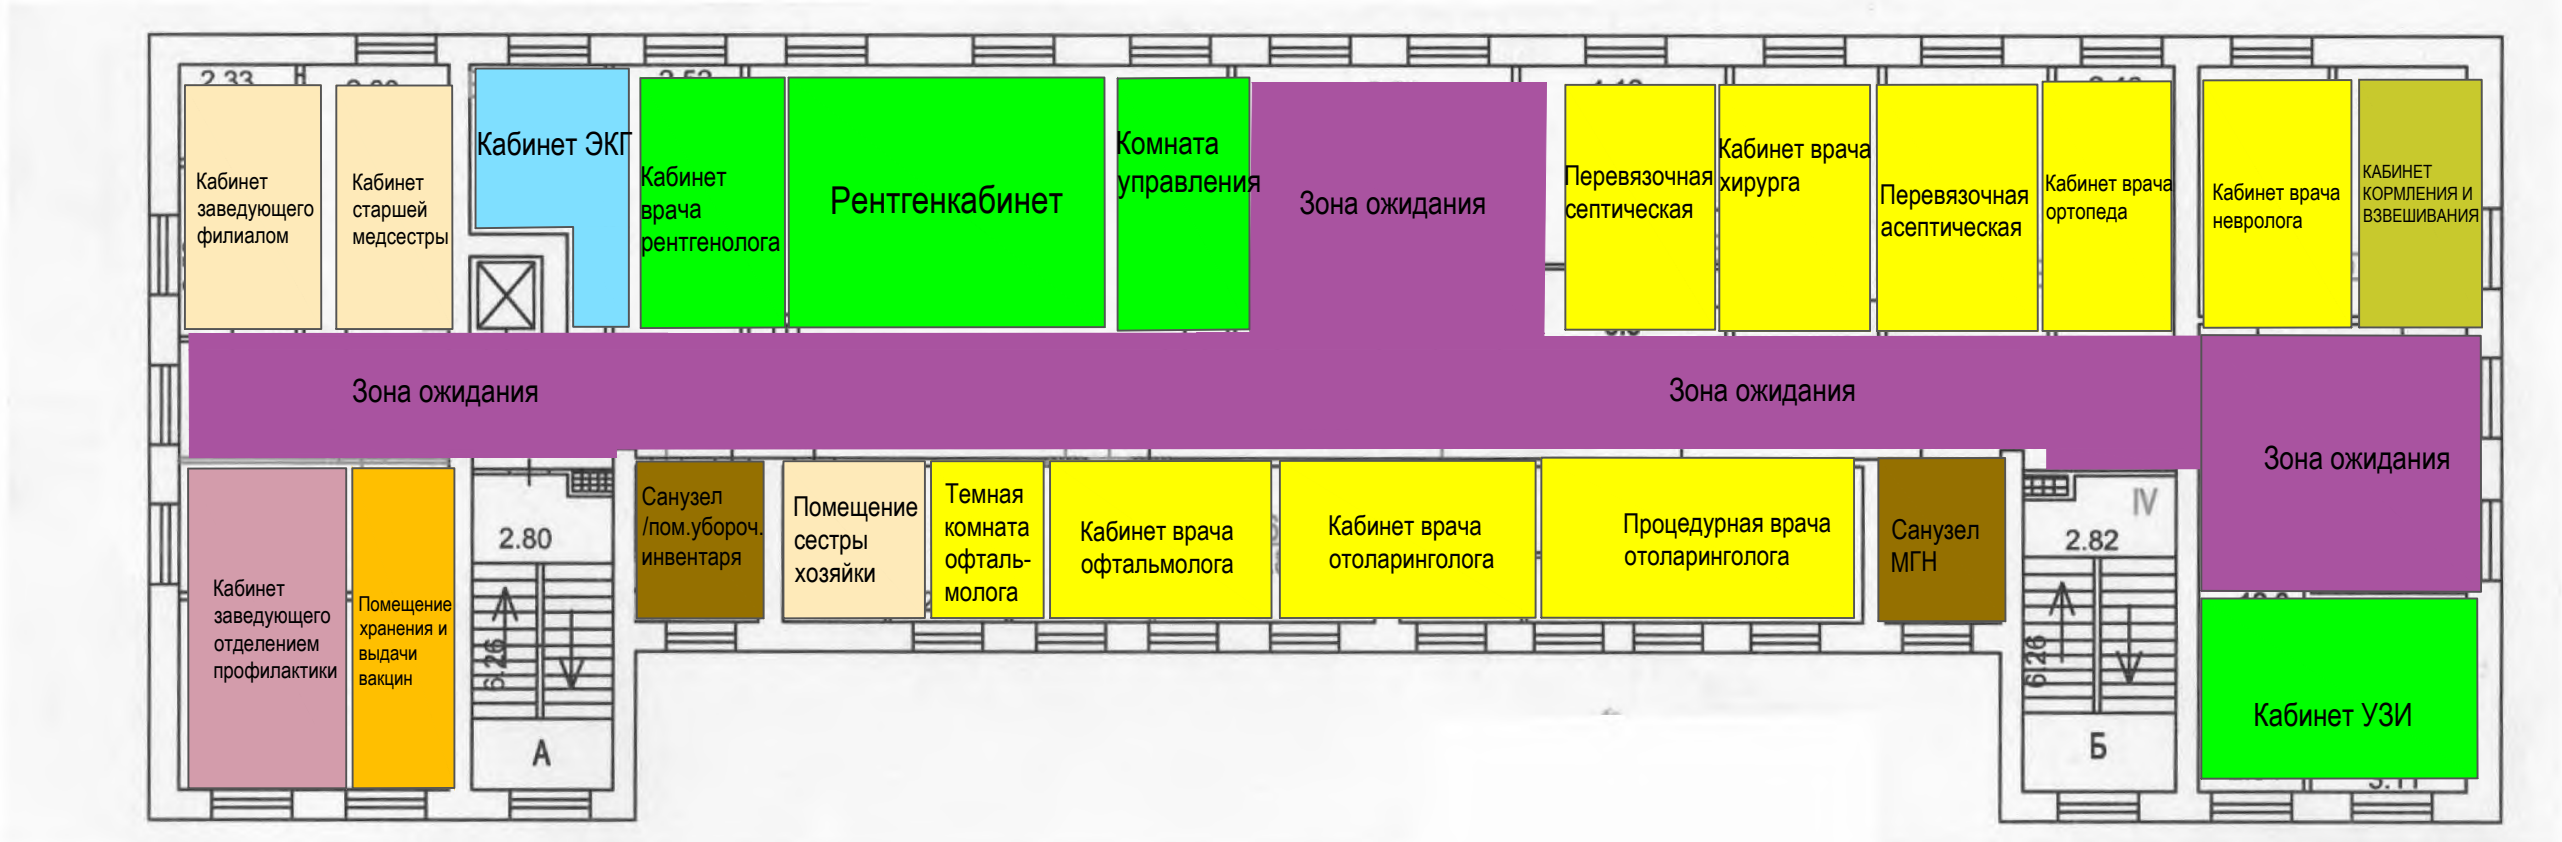 2.33
Кабинет
заведующего
филиалом
Кабинет
старшей
медсестры
Кабинет ЭКГ
Кабинет
врача
рентгенолога
Рентгенкабинет
Комната
управления
Зона ожидания
Перевязочная
септическая
Кабинет врача
хирурга
Перевязочная
асептическая
Кабинет врача
ортопеда
Кабинет врача
невролога
КАБИНЕТ
КОРМЛЕНИЯ И
ВЗВЕШИВАНИЯ
Зона ожидания
Зона ожидания
Зона ожидания
Кабинет
заведующего
отделением
профилактики
Помещение
хранения и
выдачи
вакцин
2.80
6.26
А
Санузел
/пом.убороч.
инвентаря
Помещение
сестры
хозяйки
Темная
комната
офталь-
молога
Кабинет врача
офтальмолога
Кабинет врача
отоларинголога
Процедурная врача
отоларинголога
Санузел
МГН
IV
2.82
6.26
Б
Кабинет УЗИ